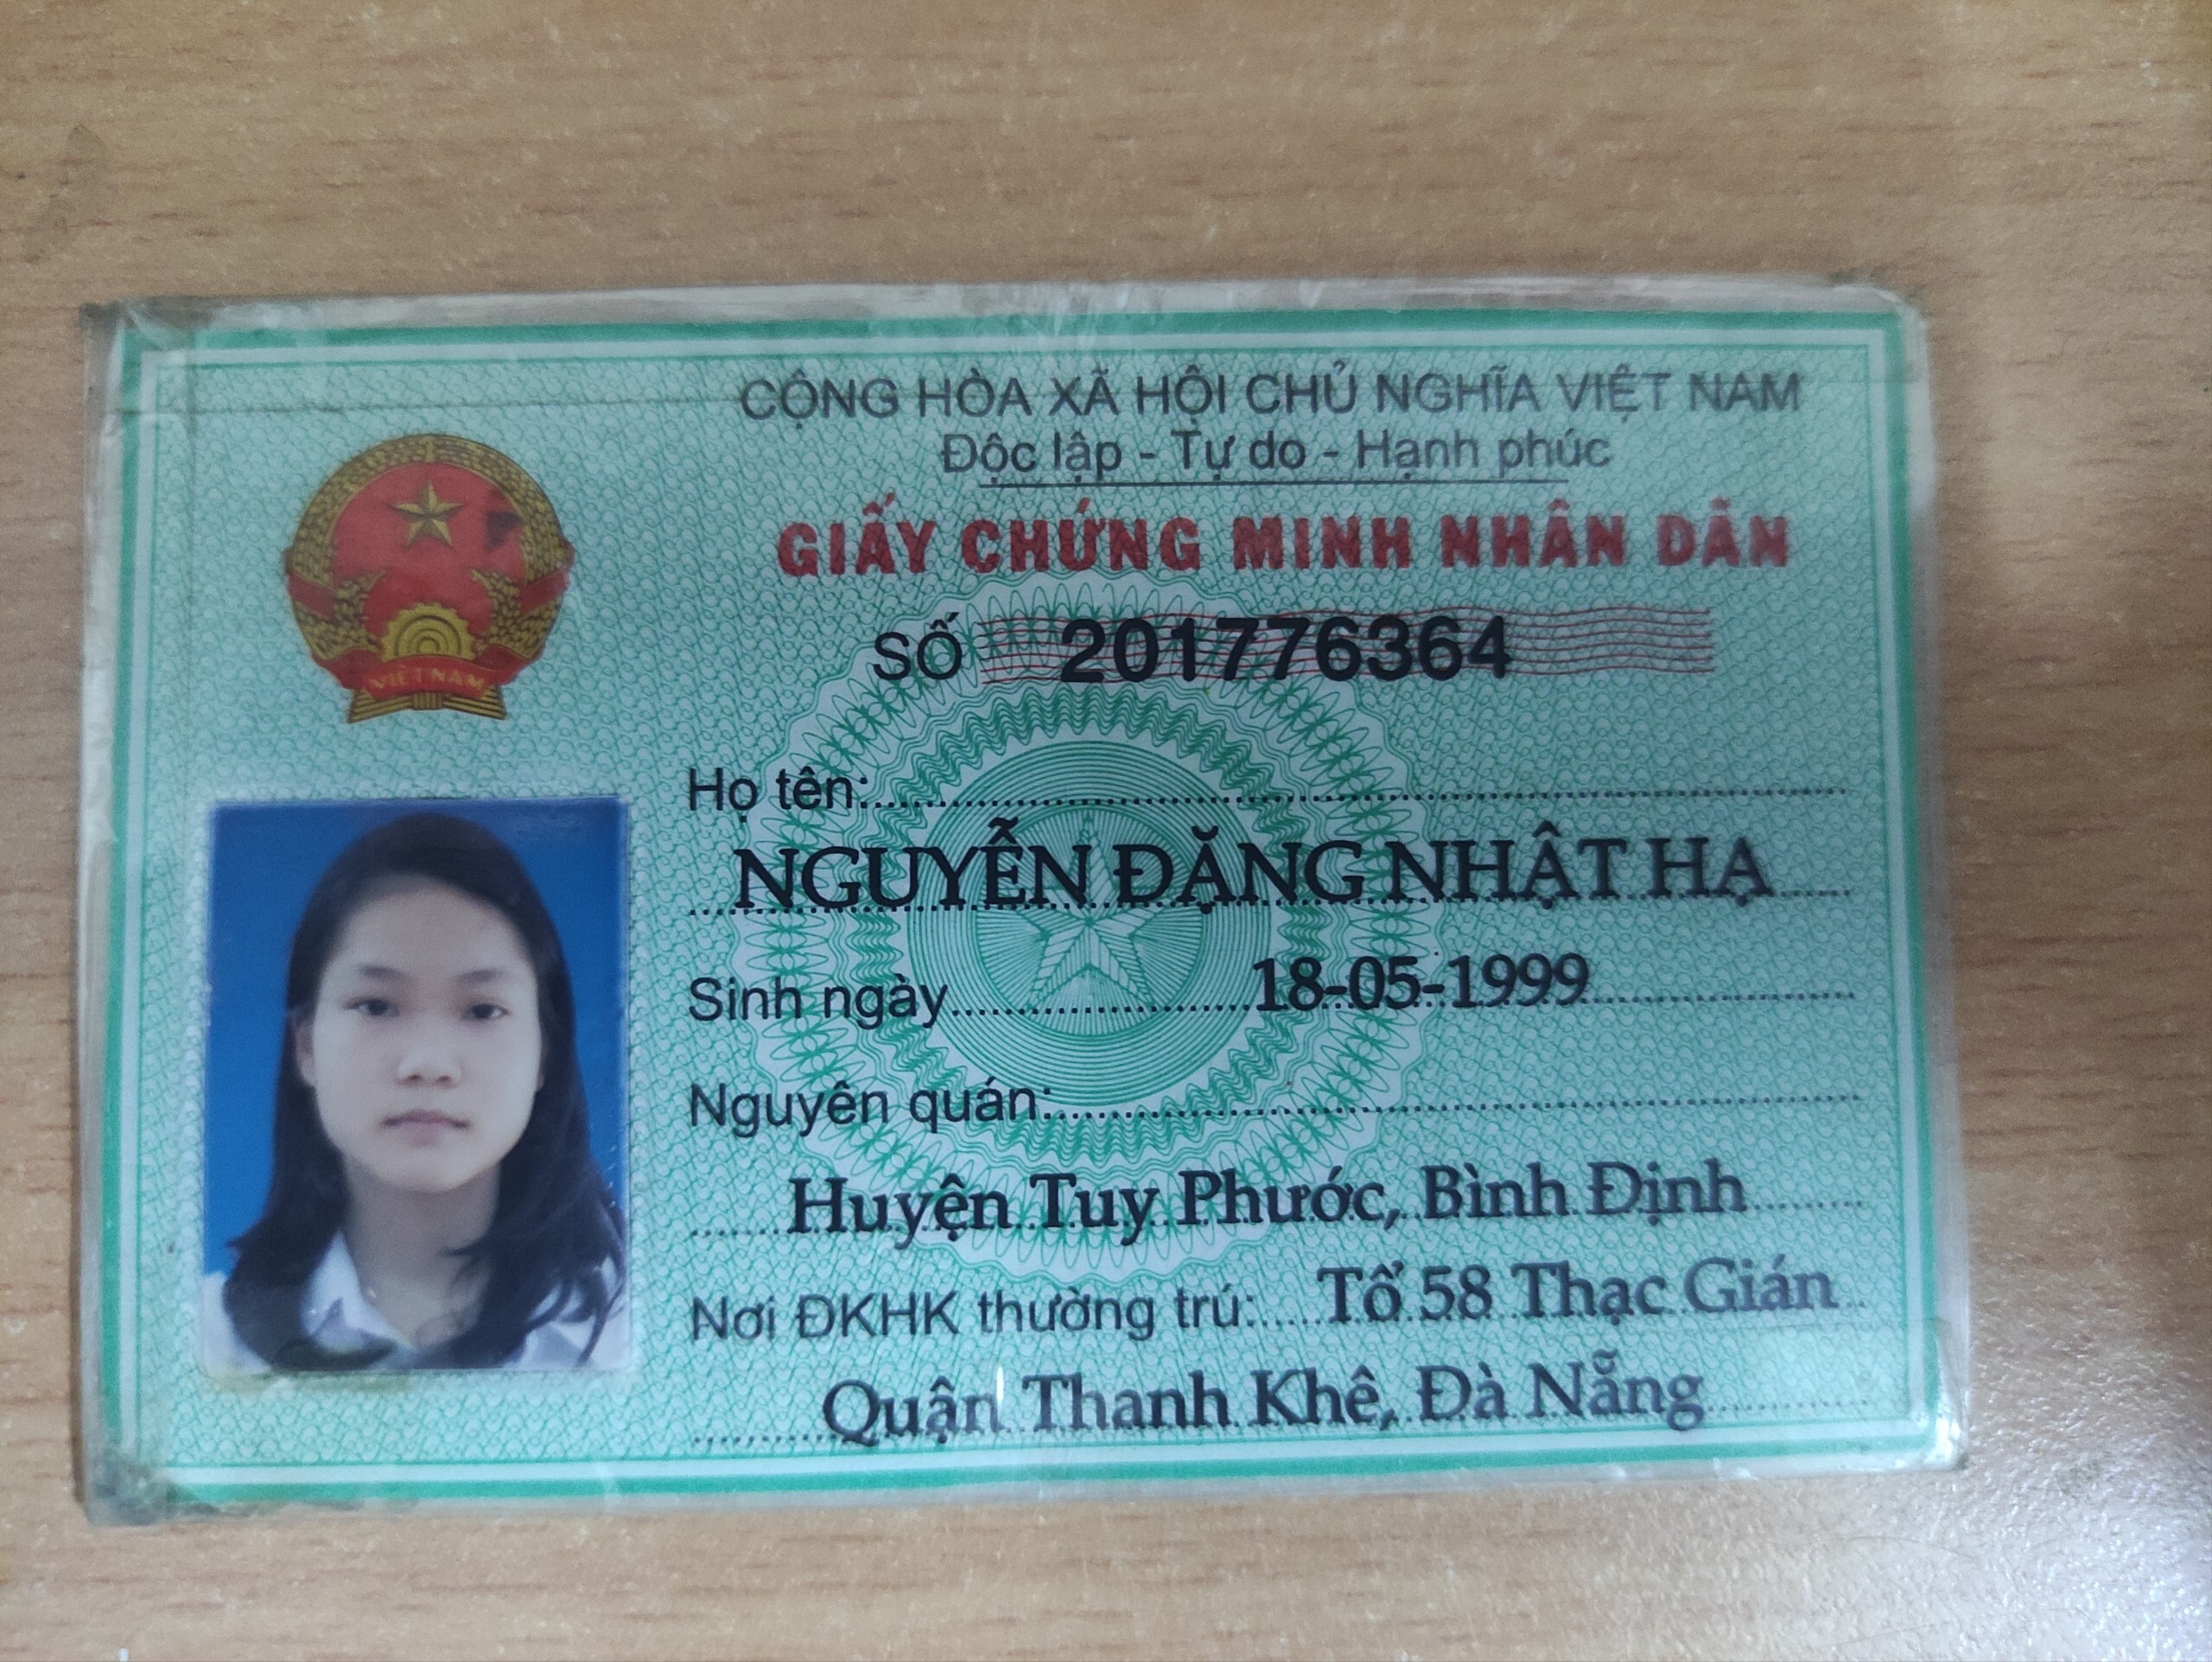 CỘNG HÒA XÃ HỘI CHỦ NGHĨA VIỆT NAM
Độc lập - Tự do - Hạnh phúc
GIẤY CHỨNG MINH NHÂN DÂN
SỐ 201776364
VIỆT NAM
Họ tên:
NGUYỄN ĐẶNG NHẬT HẠ
Sinh ngày 18-05-1999
Nguyên quán:
Huyện Tuy Phước, Bình Định
Nơi ĐKHK thường trú: Tổ 58 Thạc Gián
Quận Thanh Khê, Đà Nẵng